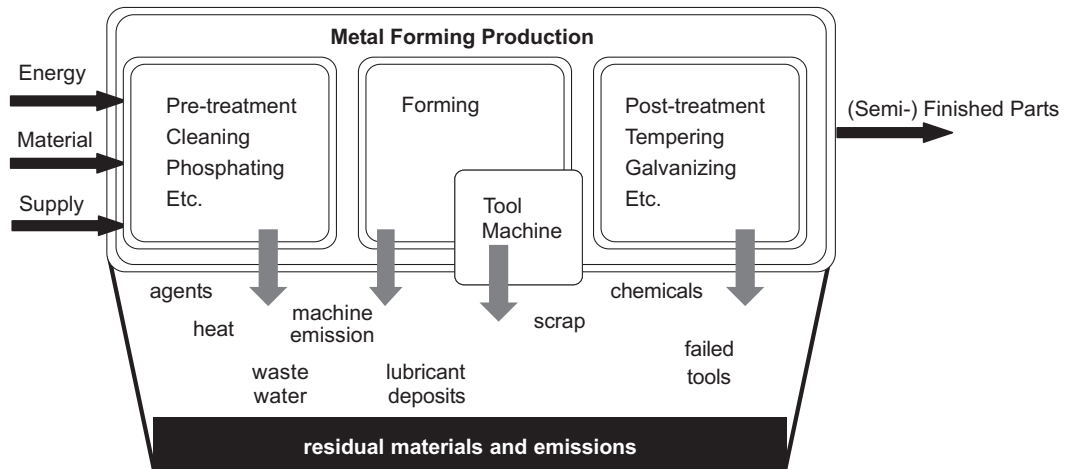 Metal Forming Production
Energy
Material
Supply
Pre-treatment
Cleaning
Phosphating
Etc.
Forming
Tool
Machine
Post-treatment
Tempering
Galvanizing
Etc.
(Semi-) Finished Parts
agents
heat
waste
water
machine
emission
lubricant
deposits
scrap
chemicals
failed
tools
residual materials and emissions